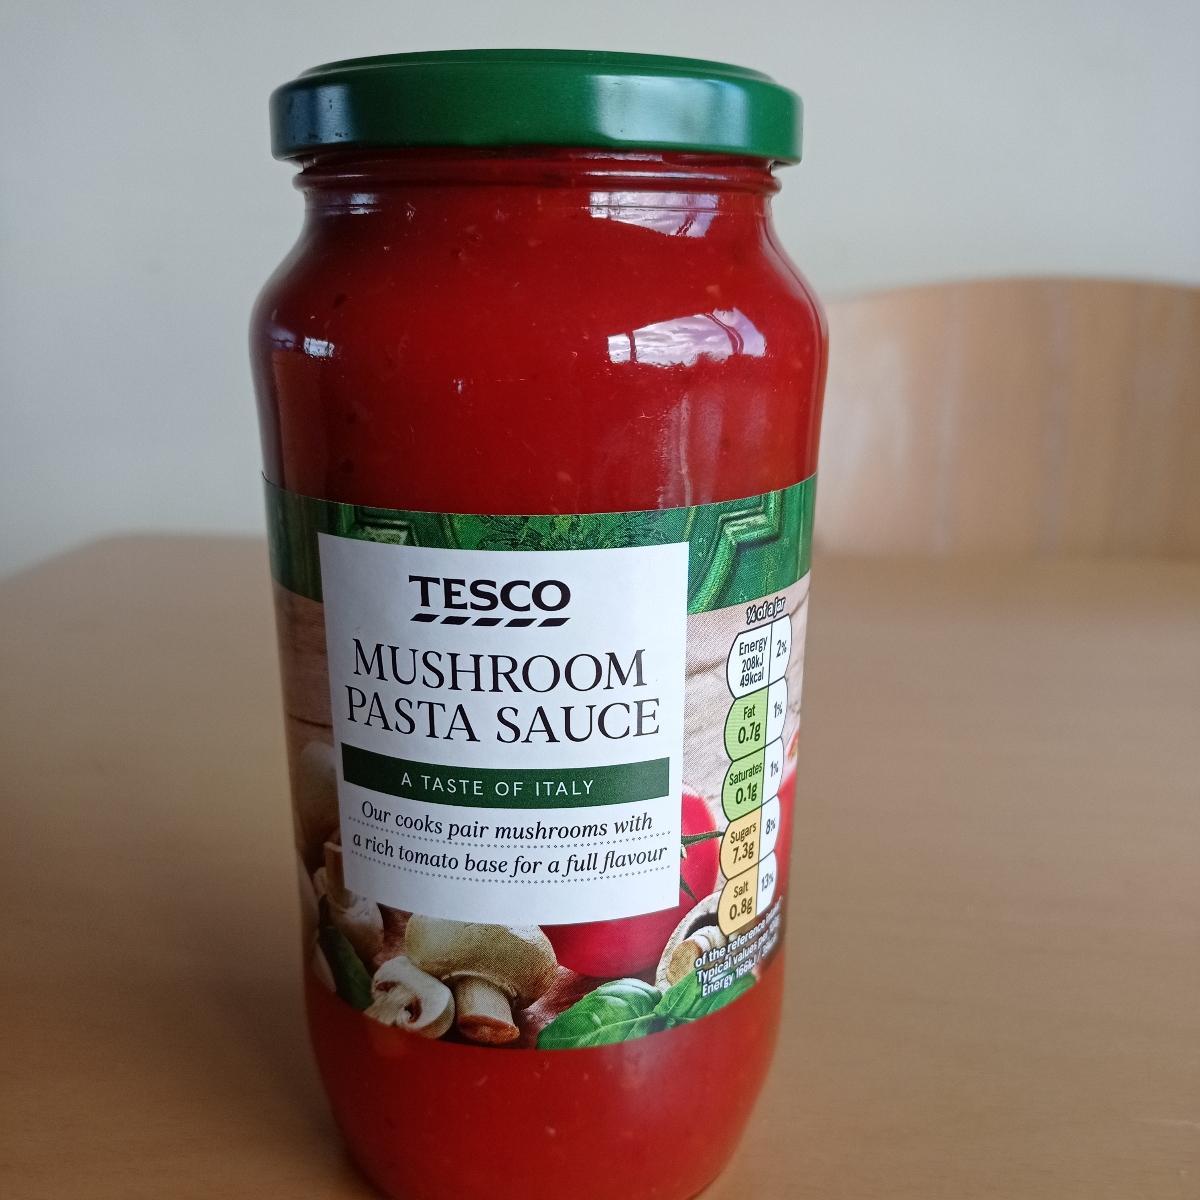 TESCO
MUSHROOM
PASTA SAUCE
A TASTE OF ITALY
Our cooks pair mushrooms with
a rich tomato base for a full flavour
¼ of a jar
Energy
208kJ
49kcal
2%
Fat
0.7g
1%
Saturates
0.1g
1%
Sugars
7.3g
8%
Salt
0.8g
13%
of the reference
Typical values per
Energy